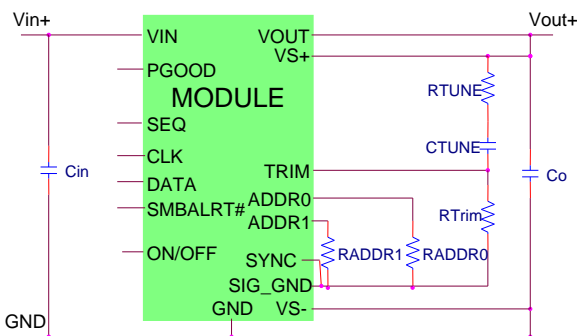 Vin+
Vout+
VIN
VOUT
VS+
PGOOD
MODULE
RTUNE
SEQ
CTUNE
CLK
TRIM
Cin
Co
DATA
ADDR0
SMBALRT#
RTrim
ADDR1
ON/OFF
RADDR1
RADDR0
SYNC
SIG_GND
GND
GND
VS-